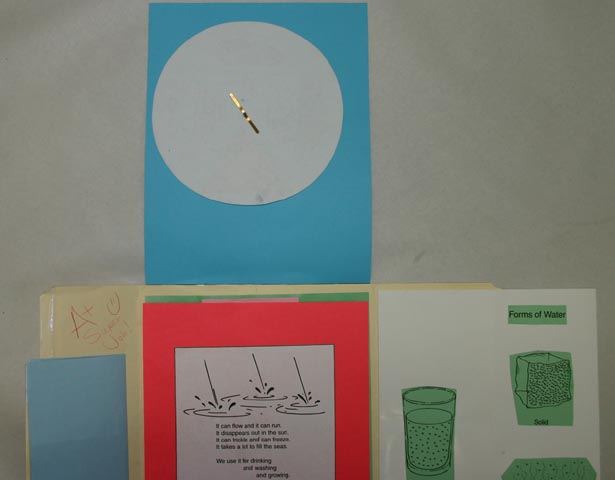 A+
Super
Job!
It can flow and it can run.
It disappears out in the sun.
It can trickle and can freeze.
It takes a lot to fill the seas.
We use it for drinking
and washing
and growing.
Forms of Water
Solid